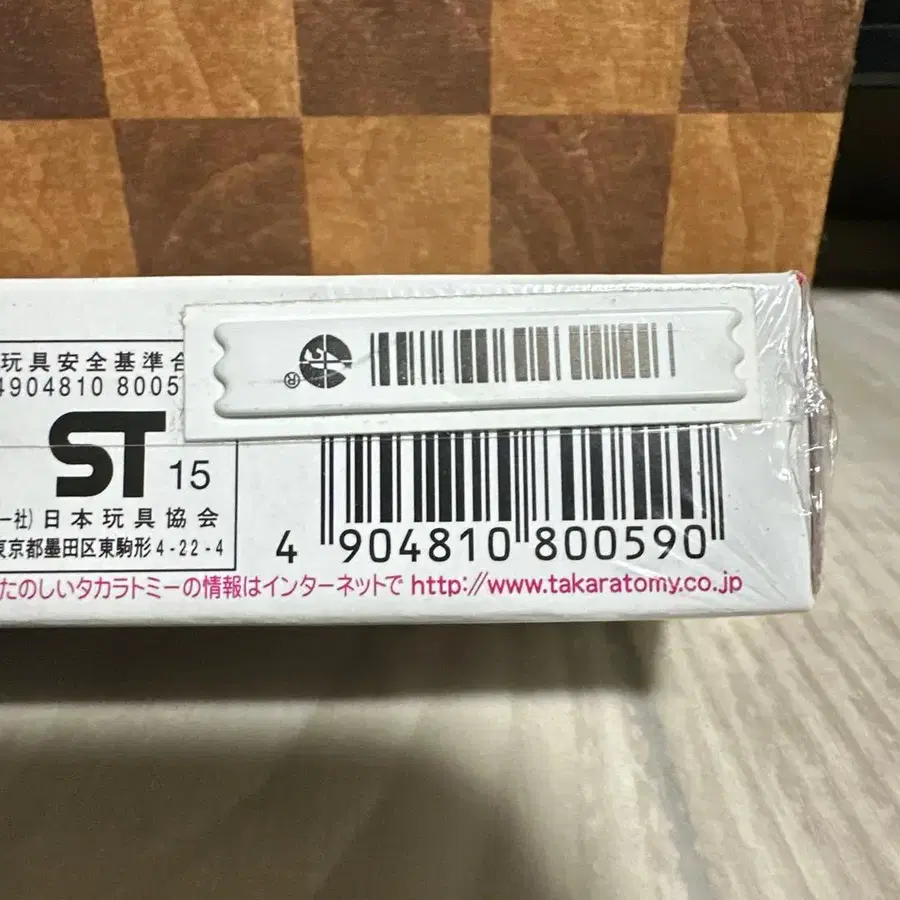 玩具安全基準合
4904810 8005
ST 15
一社)日本玩具協会
東京都墨田区東駒形4-22-4
®
4 904810 800590
たのしいタカラトミーの情報はインターネットで http://www.takaratomy.co.jp